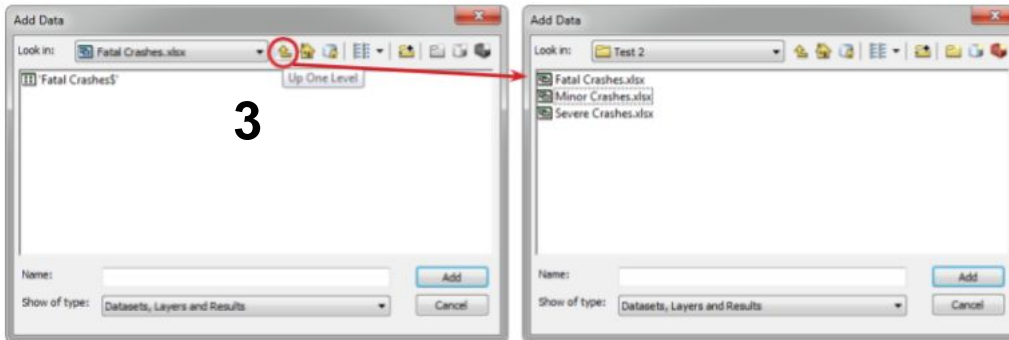 Add Data
Look in: Fatal Crashes.xlsx
Up One Level
'Fatal Crashes$'
3
Name:
Add
Show of type: Datasets, Layers and Results
Cancel
Add Data
Look in: Test 2
Fatal Crashes.xlsx
Minor Crashes.xlsx
Severe Crashes.xlsx
Name:
Add
Show of type: Datasets, Layers and Results
Cancel